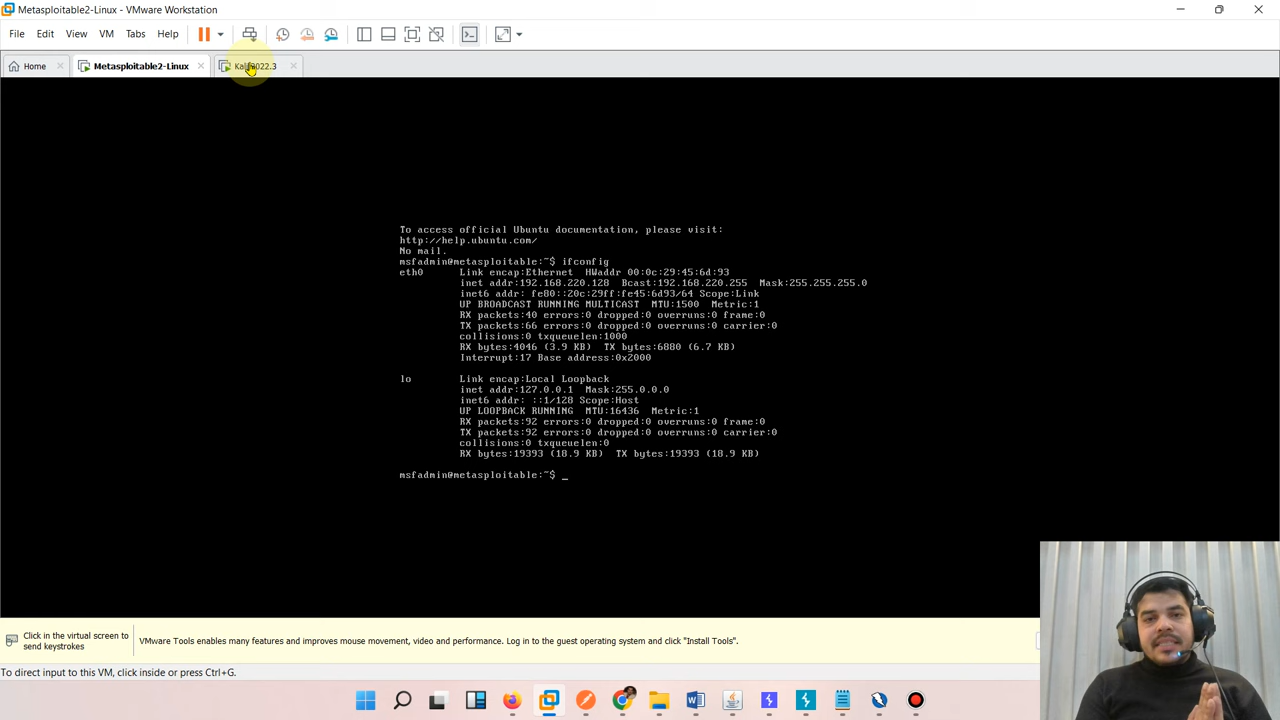 Metasploitable2-Linux - VMware Workstation
File Edit View VM Tabs Help
Home Metasploitable2-Linux Kali2022.3
To access official Ubuntu documentation, please visit:
http://help.ubuntu.com/
No mail.
msfadmin@metasploitable:~$ ifconfig
eth0 Link encap:Ethernet HWaddr 00:0c:29:45:6d:93
inet addr:192.168.220.128 Bcast:192.168.220.255 Mask:255.255.255.0
inet6 addr: fe80::20c:29ff:fe45:6d93/64 Scope:Link
UP BROADCAST RUNNING MULTICAST MTU:1500 Metric:1
RX packets:40 errors:0 dropped:0 overruns:0 frame:0
TX packets:66 errors:0 dropped:0 overruns:0 carrier:0
collisions:0 txqueuelen:1000
RX bytes:4046 (3.9 KB) TX bytes:6880 (6.7 KB)
Interrupt:17 Base address:0x2000
lo Link encap:Local Loopback
inet addr:127.0.0.1 Mask:255.0.0.0
inet6 addr: ::1/128 Scope:Host
UP LOOPBACK RUNNING MTU:16436 Metric:1
RX packets:92 errors:0 dropped:0 overruns:0 frame:0
TX packets:92 errors:0 dropped:0 overruns:0 carrier:0
collisions:0 txqueuelen:0
RX bytes:19393 (18.9 KB) TX bytes:19393 (18.9 KB)
msfadmin@metasploitable:~$ _
Click in the virtual screen to
send keystrokes
VMware Tools enables many features and improves mouse movement, video and performance. Log in to the guest operating system and click "Install Tools".
To direct input to this VM, click inside or press Ctrl+G.